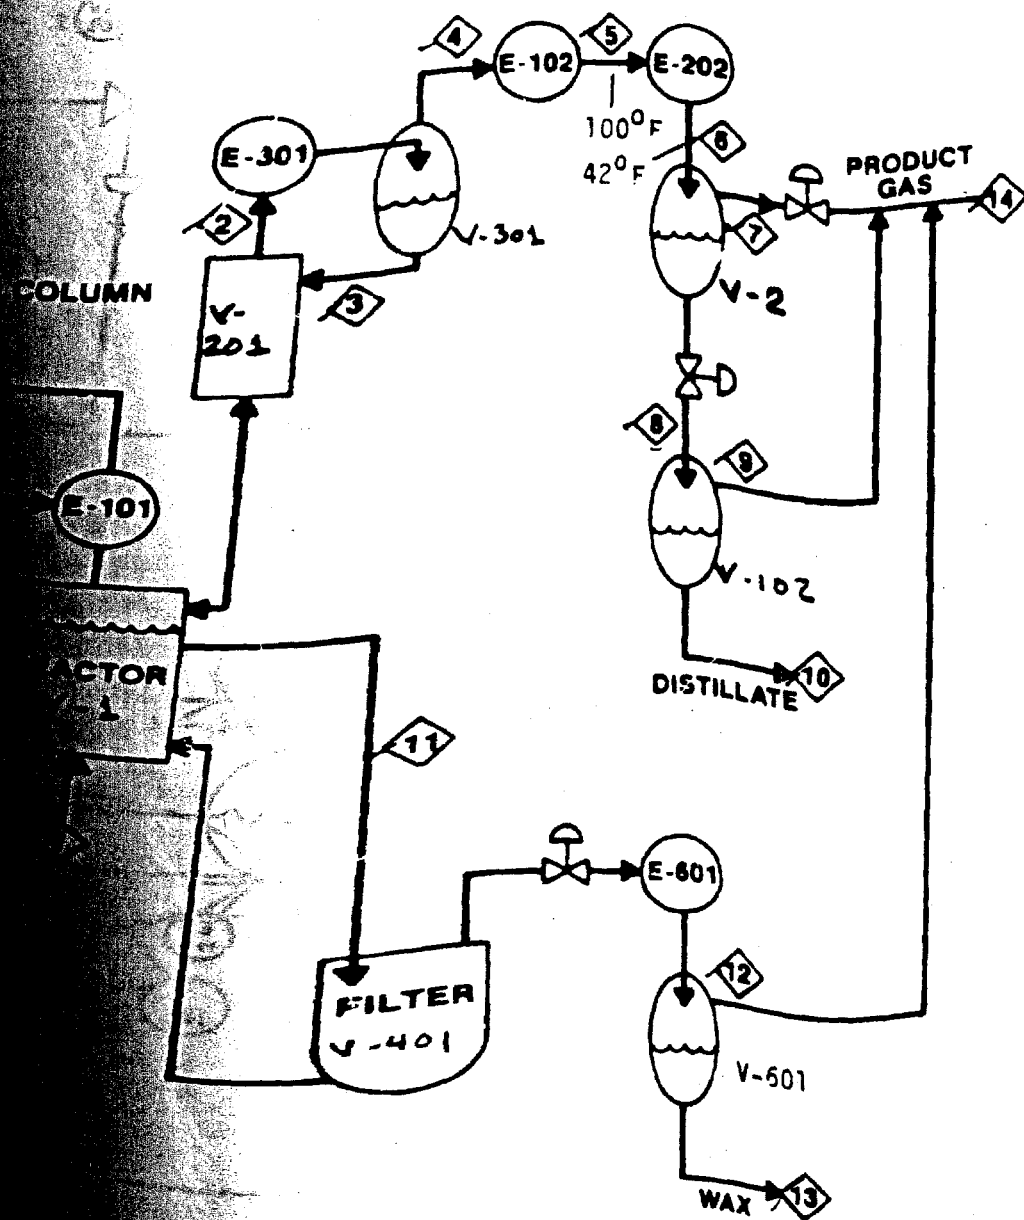 4
5
E-102
E-202
100°F
6
42°F
E-301
2
V-301
PRODUCT
GAS
14
7
3
V-2
COLUMN
V-
201
8
9
E-101
V-102
10
DISTILLATE
11
E-601
12
FILTER
V-401
V-601
13
WAX